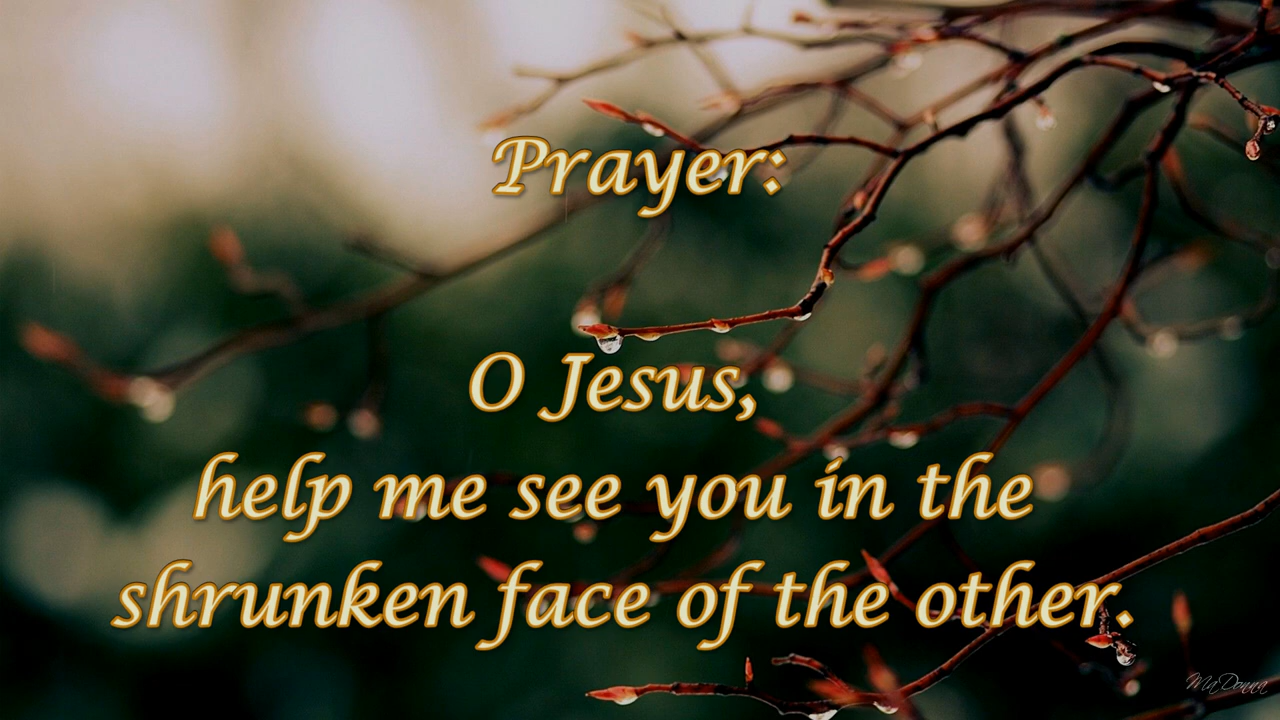 Prayer:
O Jesus,
help me see you in the
shrunken face of the other.
MaDonna